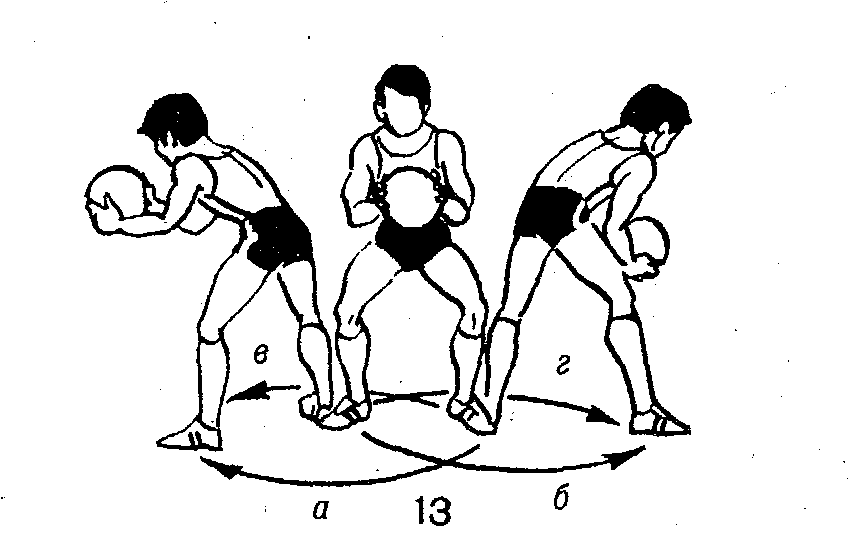 в г
а 13 б